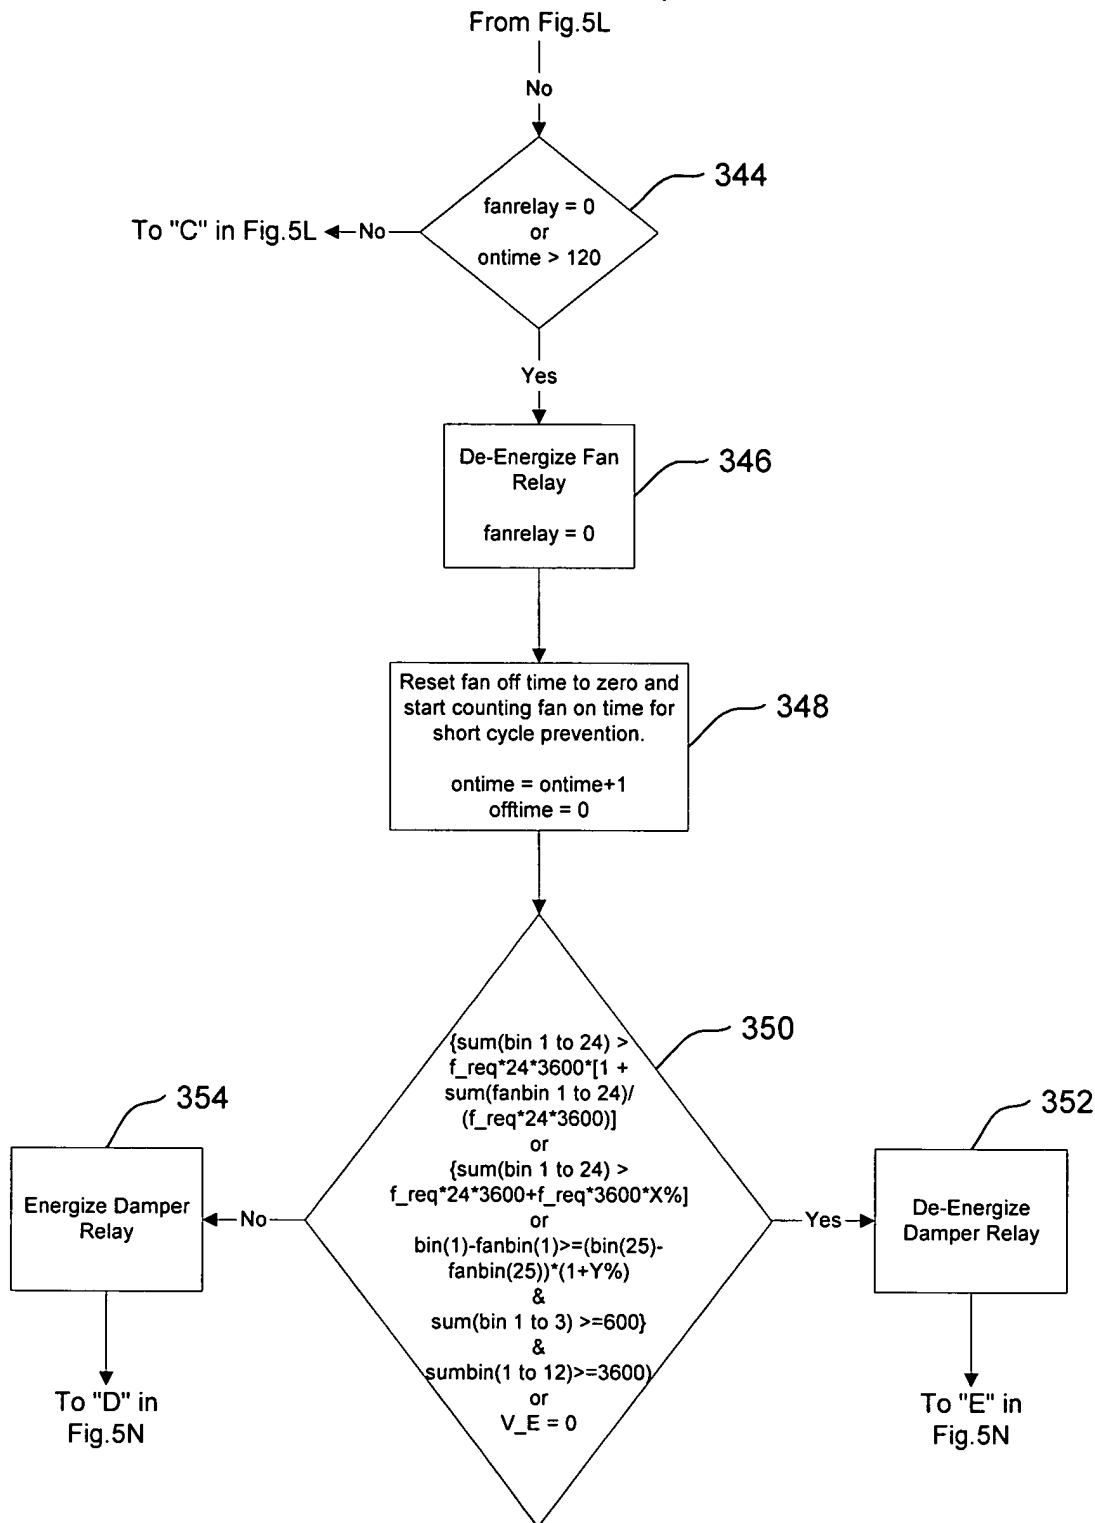 From Fig.5L
No
344
fanrelay = 0
or
ontime > 120
To "C" in Fig.5L
No
Yes
De-Energize Fan
Relay
fanrelay = 0
346
Reset fan off time to zero and
start counting fan on time for
short cycle prevention.
ontime = ontime+1
offtime = 0
348
350
{sum(bin 1 to 24) >
f_req*24*3600*[1 +
sum(fanbin 1 to 24)/
(f_req*24*3600)]
or
{sum(bin 1 to 24) >
f_req*24*3600+f_req*3600*X%]
or
bin(1)-fanbin(1)>=(bin(25)-
fanbin(25))*(1+Y%)
&
sum(bin 1 to 3) >=600}
&
sumbin(1 to 12)>=3600)
or
V_E = 0
354
Energize Damper
Relay
No
Yes
352
De-Energize
Damper Relay
To "D" in
Fig.5N
To "E" in
Fig.5N